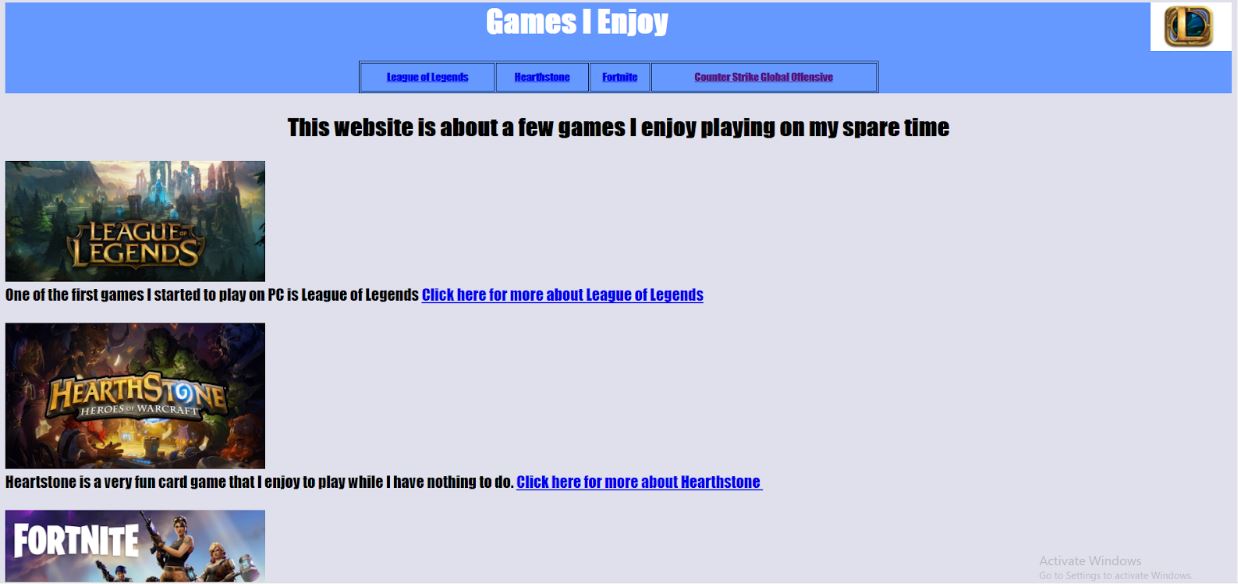 Games I Enjoy
League of Legends Hearthstone Fortnite Counter Strike Global Offensive
This website is about a few games I enjoy playing on my spare time
LEAGUE OF LEGENDS
One of the first games I started to play on PC is League of Legends Click here for more about League of Legends
HEARTHSTONE
HEROES OF WARCRAFT
Heartstone is a very fun card game that I enjoy to play while I have nothing to do. Click here for more about Hearthstone
FORTNITE
Activate Windows
Go to Settings to activate Windows.